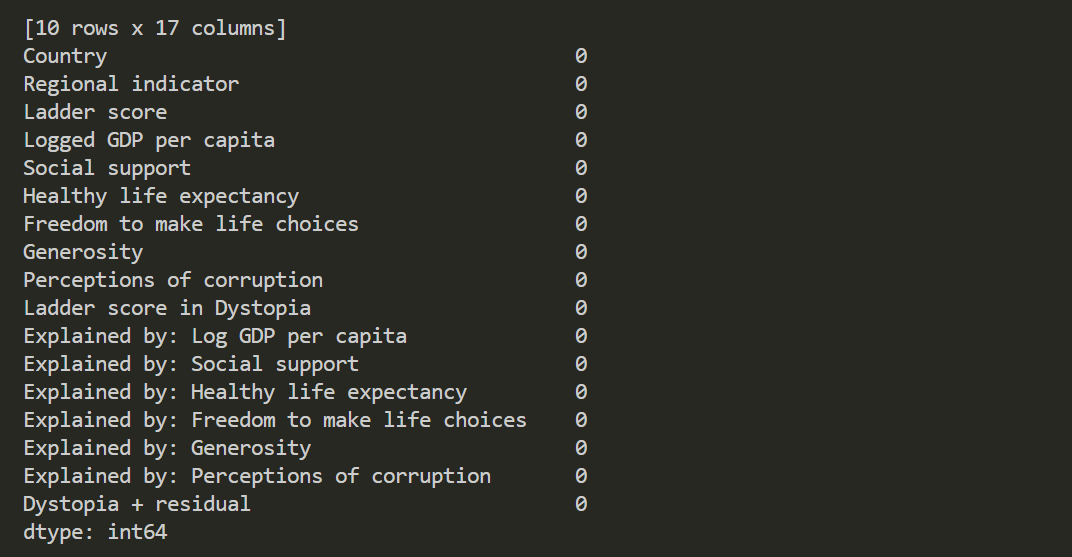 [10 rows x 17 columns]
Country                                       0
Regional indicator                            0
Ladder score                                  0
Logged GDP per capita                         0
Social support                                0
Healthy life expectancy                       0
Freedom to make life choices                  0
Generosity                                    0
Perceptions of corruption                     0
Ladder score in Dystopia                      0
Explained by: Log GDP per capita              0
Explained by: Social support                  0
Explained by: Healthy life expectancy         0
Explained by: Freedom to make life choices    0
Explained by: Generosity                      0
Explained by: Perceptions of corruption       0
Dystopia + residual                           0
dtype: int64